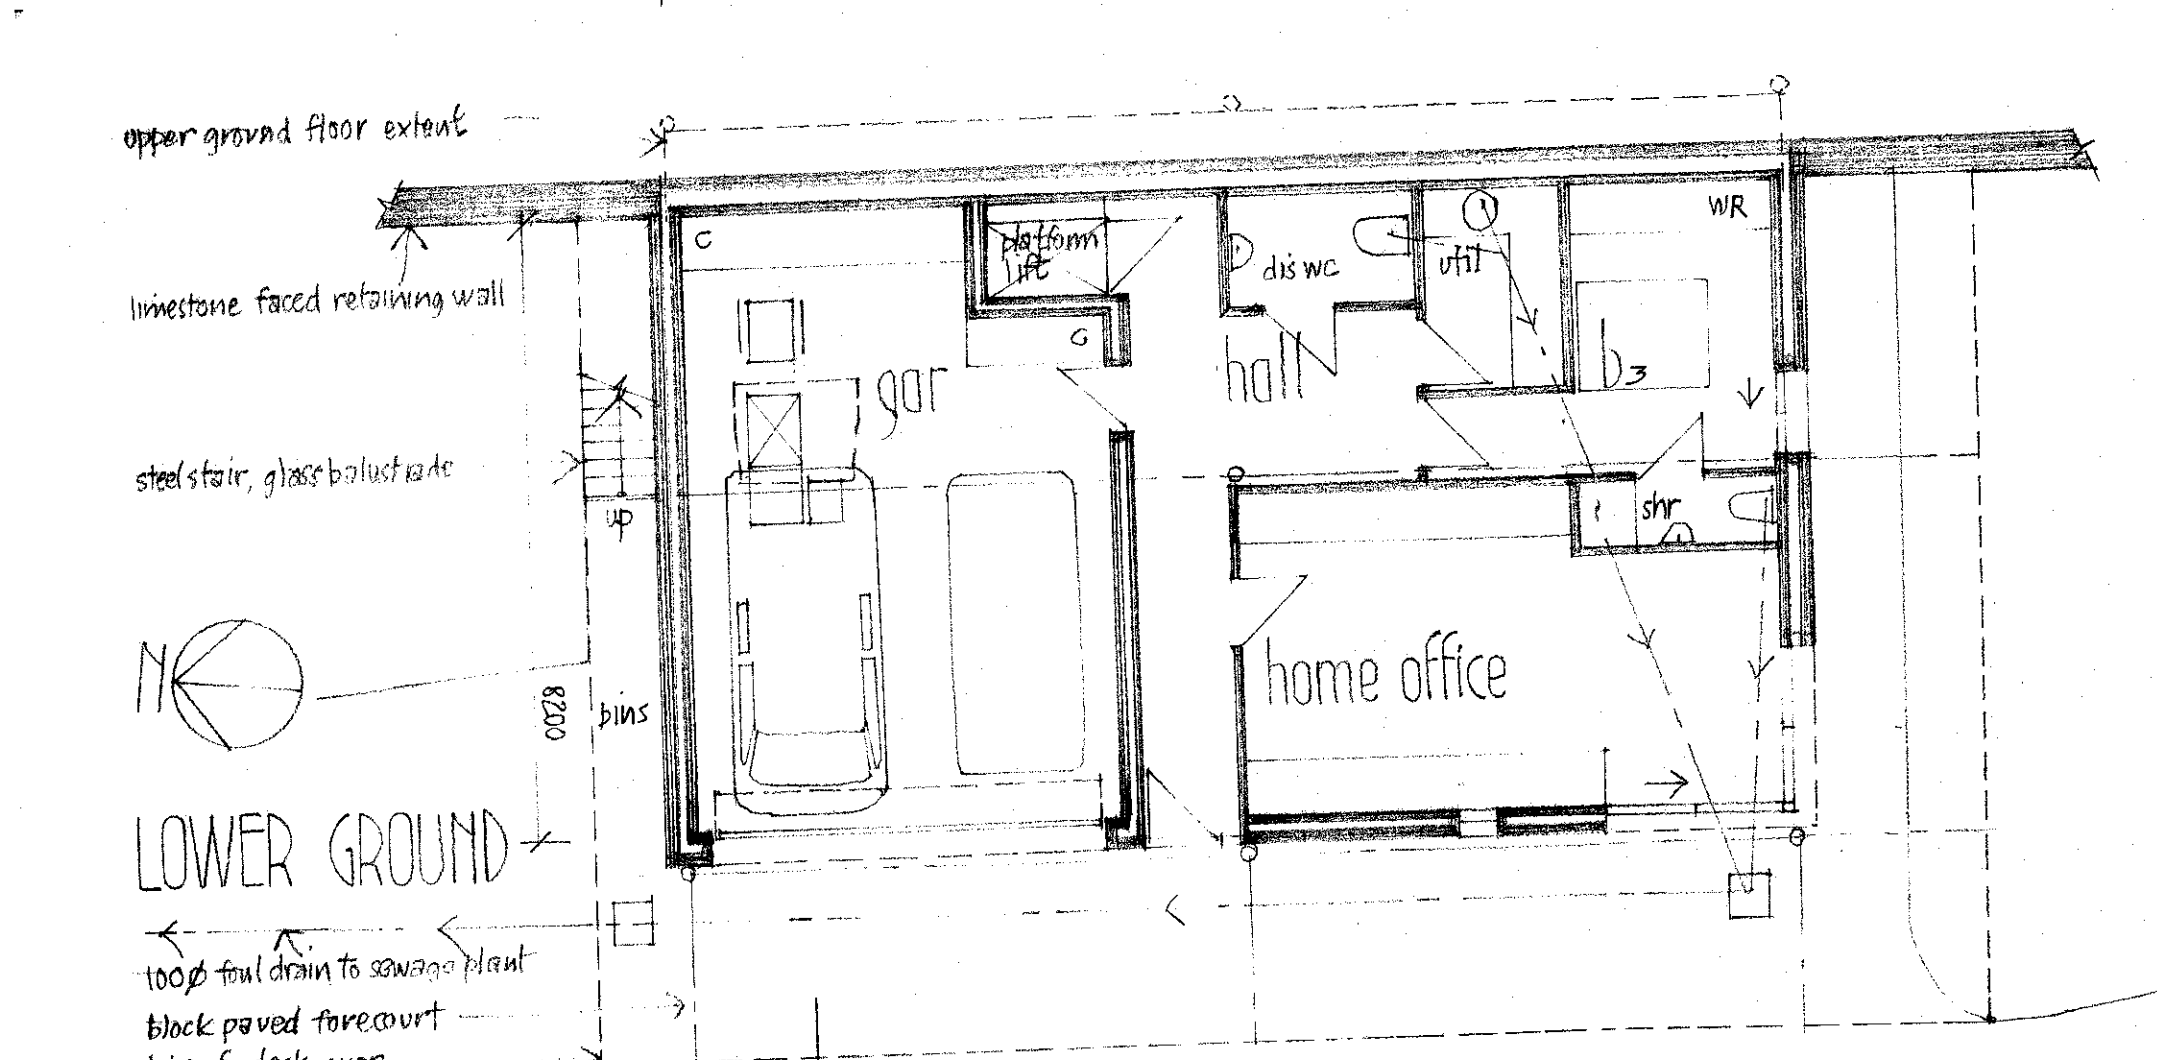 upper ground floor extent
limestone faced retaining wall
steel stair, glass balustrade
up
N
8200
bins
LOWER GROUND
100ø foul drain to sewage plant
block paved forecourt
C
platform
lift
gar
C
dis wc
util
WR
hall
b3
shr
home office